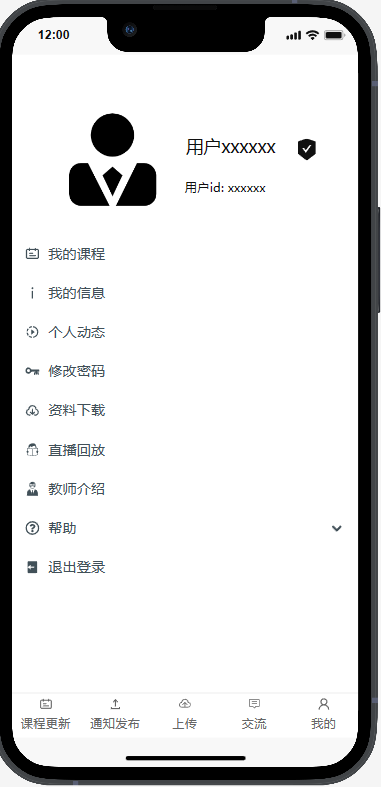 12:00
用户xxxxxx
用户id: xxxxxx
我的课程
我的信息
个人动态
修改密码
资料下载
直播回放
教师介绍
帮助
退出登录
课程更新 通知发布 上传 交流 我的